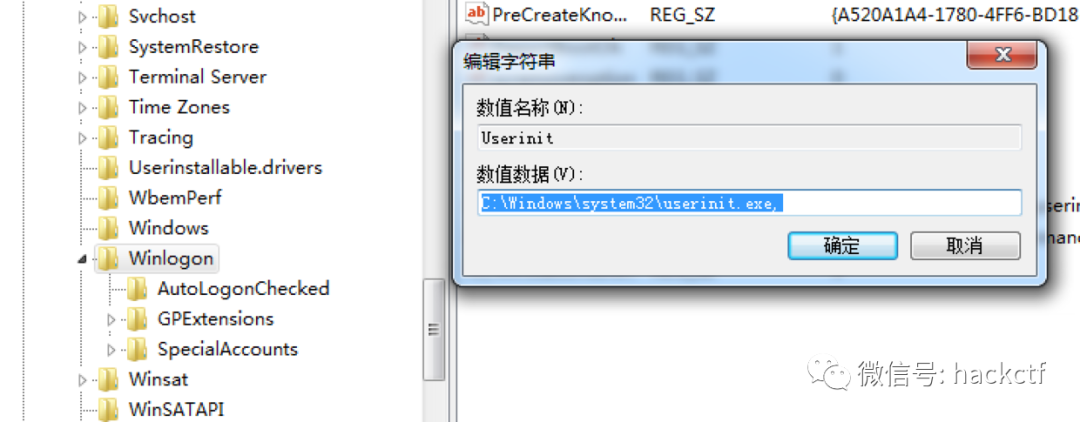 Svchost
SystemRestore
Terminal Server
Time Zones
Tracing
Userinstallable.drivers
WbemPerf
Windows
Winlogon
AutoLogonChecked
GPExtensions
SpecialAccounts
Winsat
WinSATAPI
ab PreCreateKno... REG_SZ {A520A1A4-1780-4FF6-BD18
编辑字符串
数值名称(N):
Userinit
数值数据(V):
C:\Windows\system32\userinit.exe,
确定 取消
微信号: hackctf